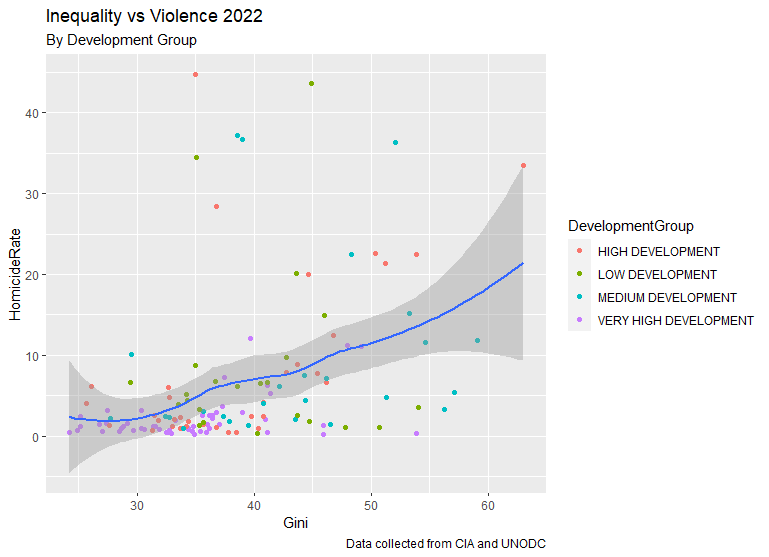 Inequality vs Violence 2022
By Development Group
HomicideRate
40
30
20
10
0
30
40
50
60
Gini
DevelopmentGroup
HIGH DEVELOPMENT
LOW DEVELOPMENT
MEDIUM DEVELOPMENT
VERY HIGH DEVELOPMENT
Data collected from CIA and UNODC